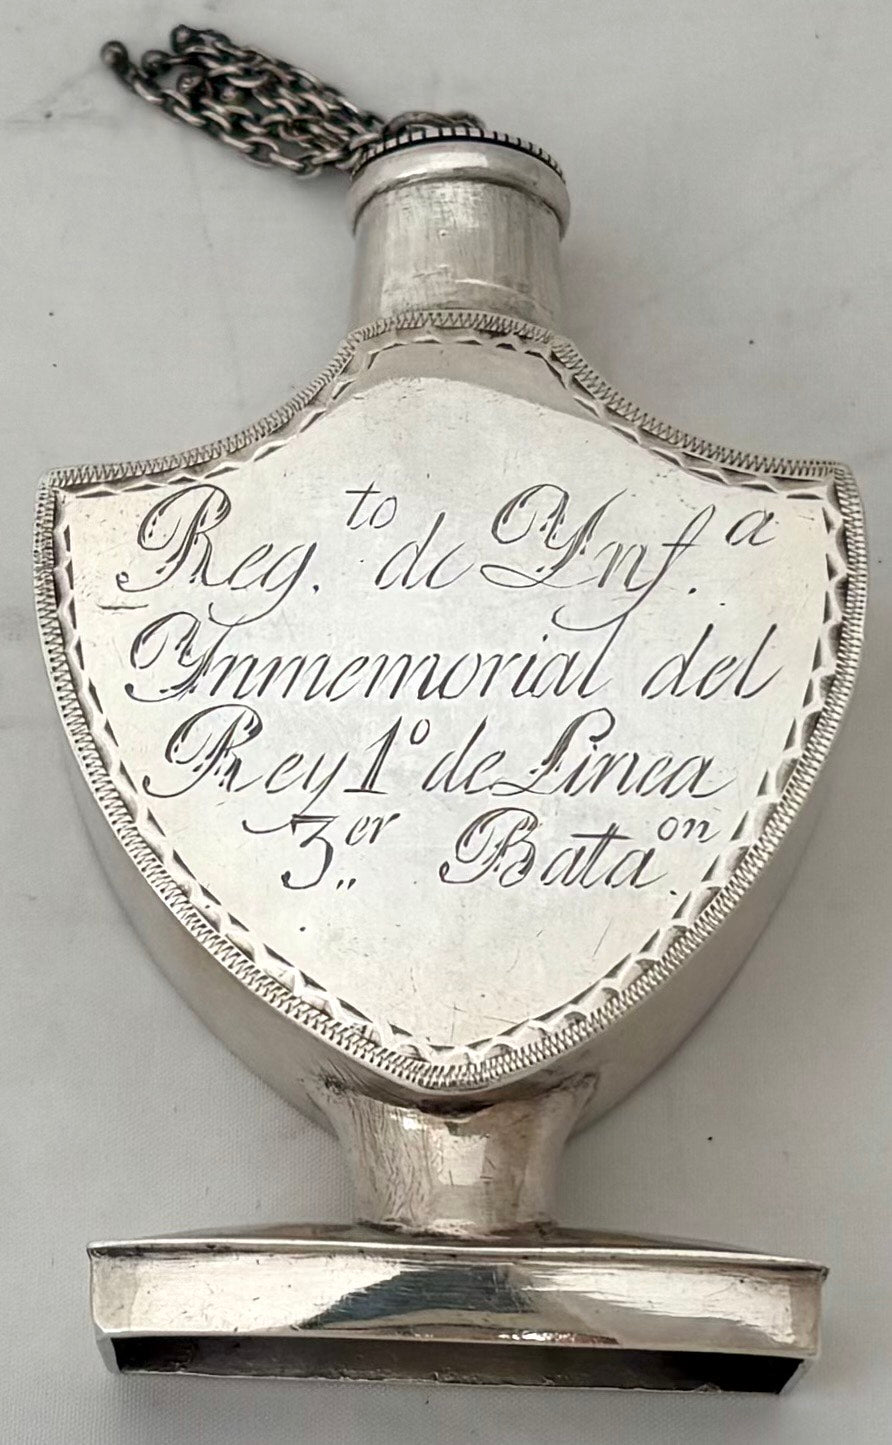 Reg.to de Ynf.a
Ynmemorial del
Rey 1º de Linea
3.er Bata.on